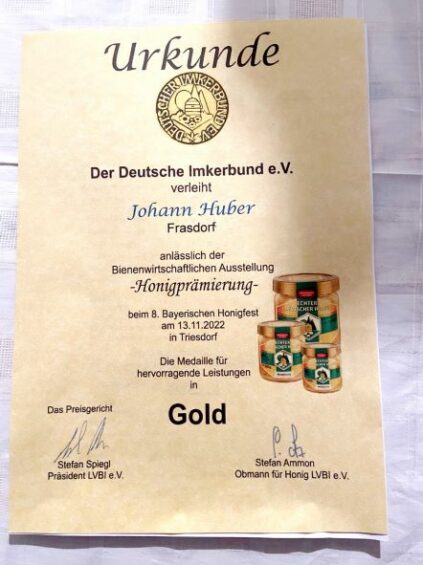 Urkunde
DEUTSCHER IMKERBUND E.V.
Der Deutsche Imkerbund e.V.
verleiht
Johann Huber
Frasdorf
anlässlich der
Bienenwirtschaftlichen Ausstellung
-Honigprämierung-
beim 8. Bayerischen Honigfest
am 13.11.2022
in Triesdorf
Die Medaille für
hervorragende Leistungen
in
Gold
Das Preisgericht
Stefan Spiegl
Präsident LVBI e.V.
Stefan Ammon
Obmann für Honig LVBI e.V.